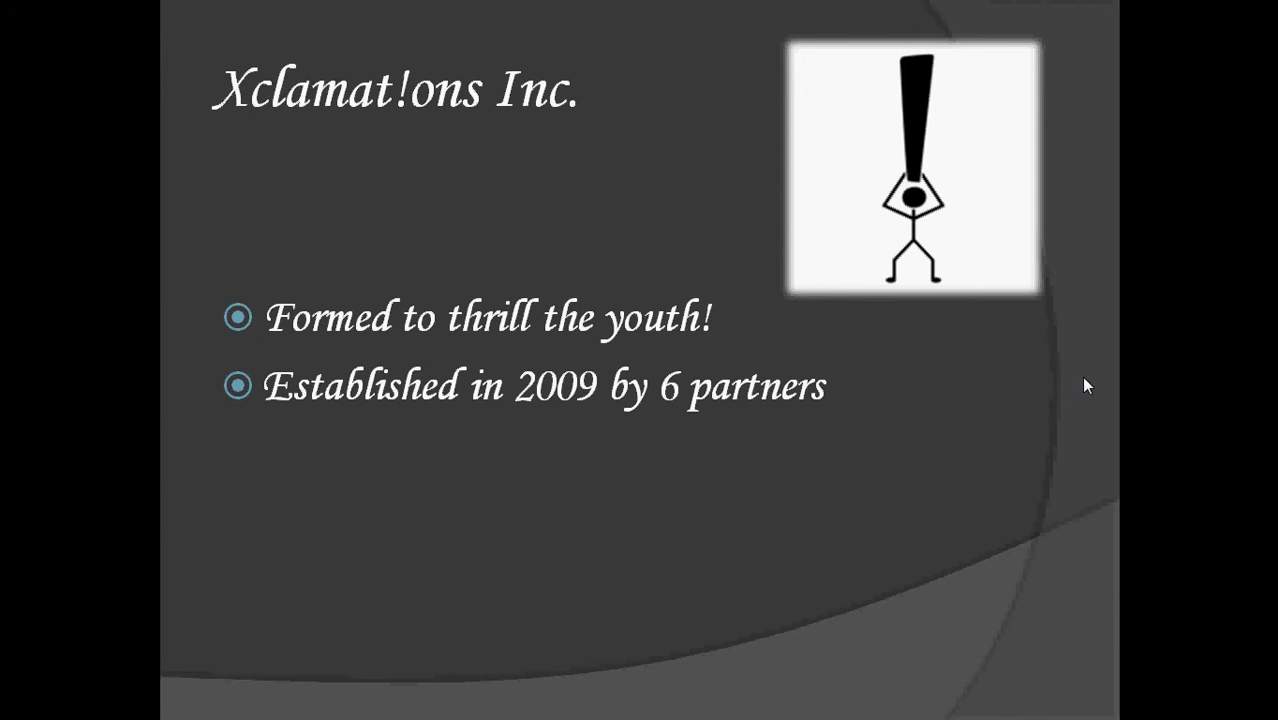 Xclamat!ons Inc.
Formed to thrill the youth!
Established in 2009 by 6 partners